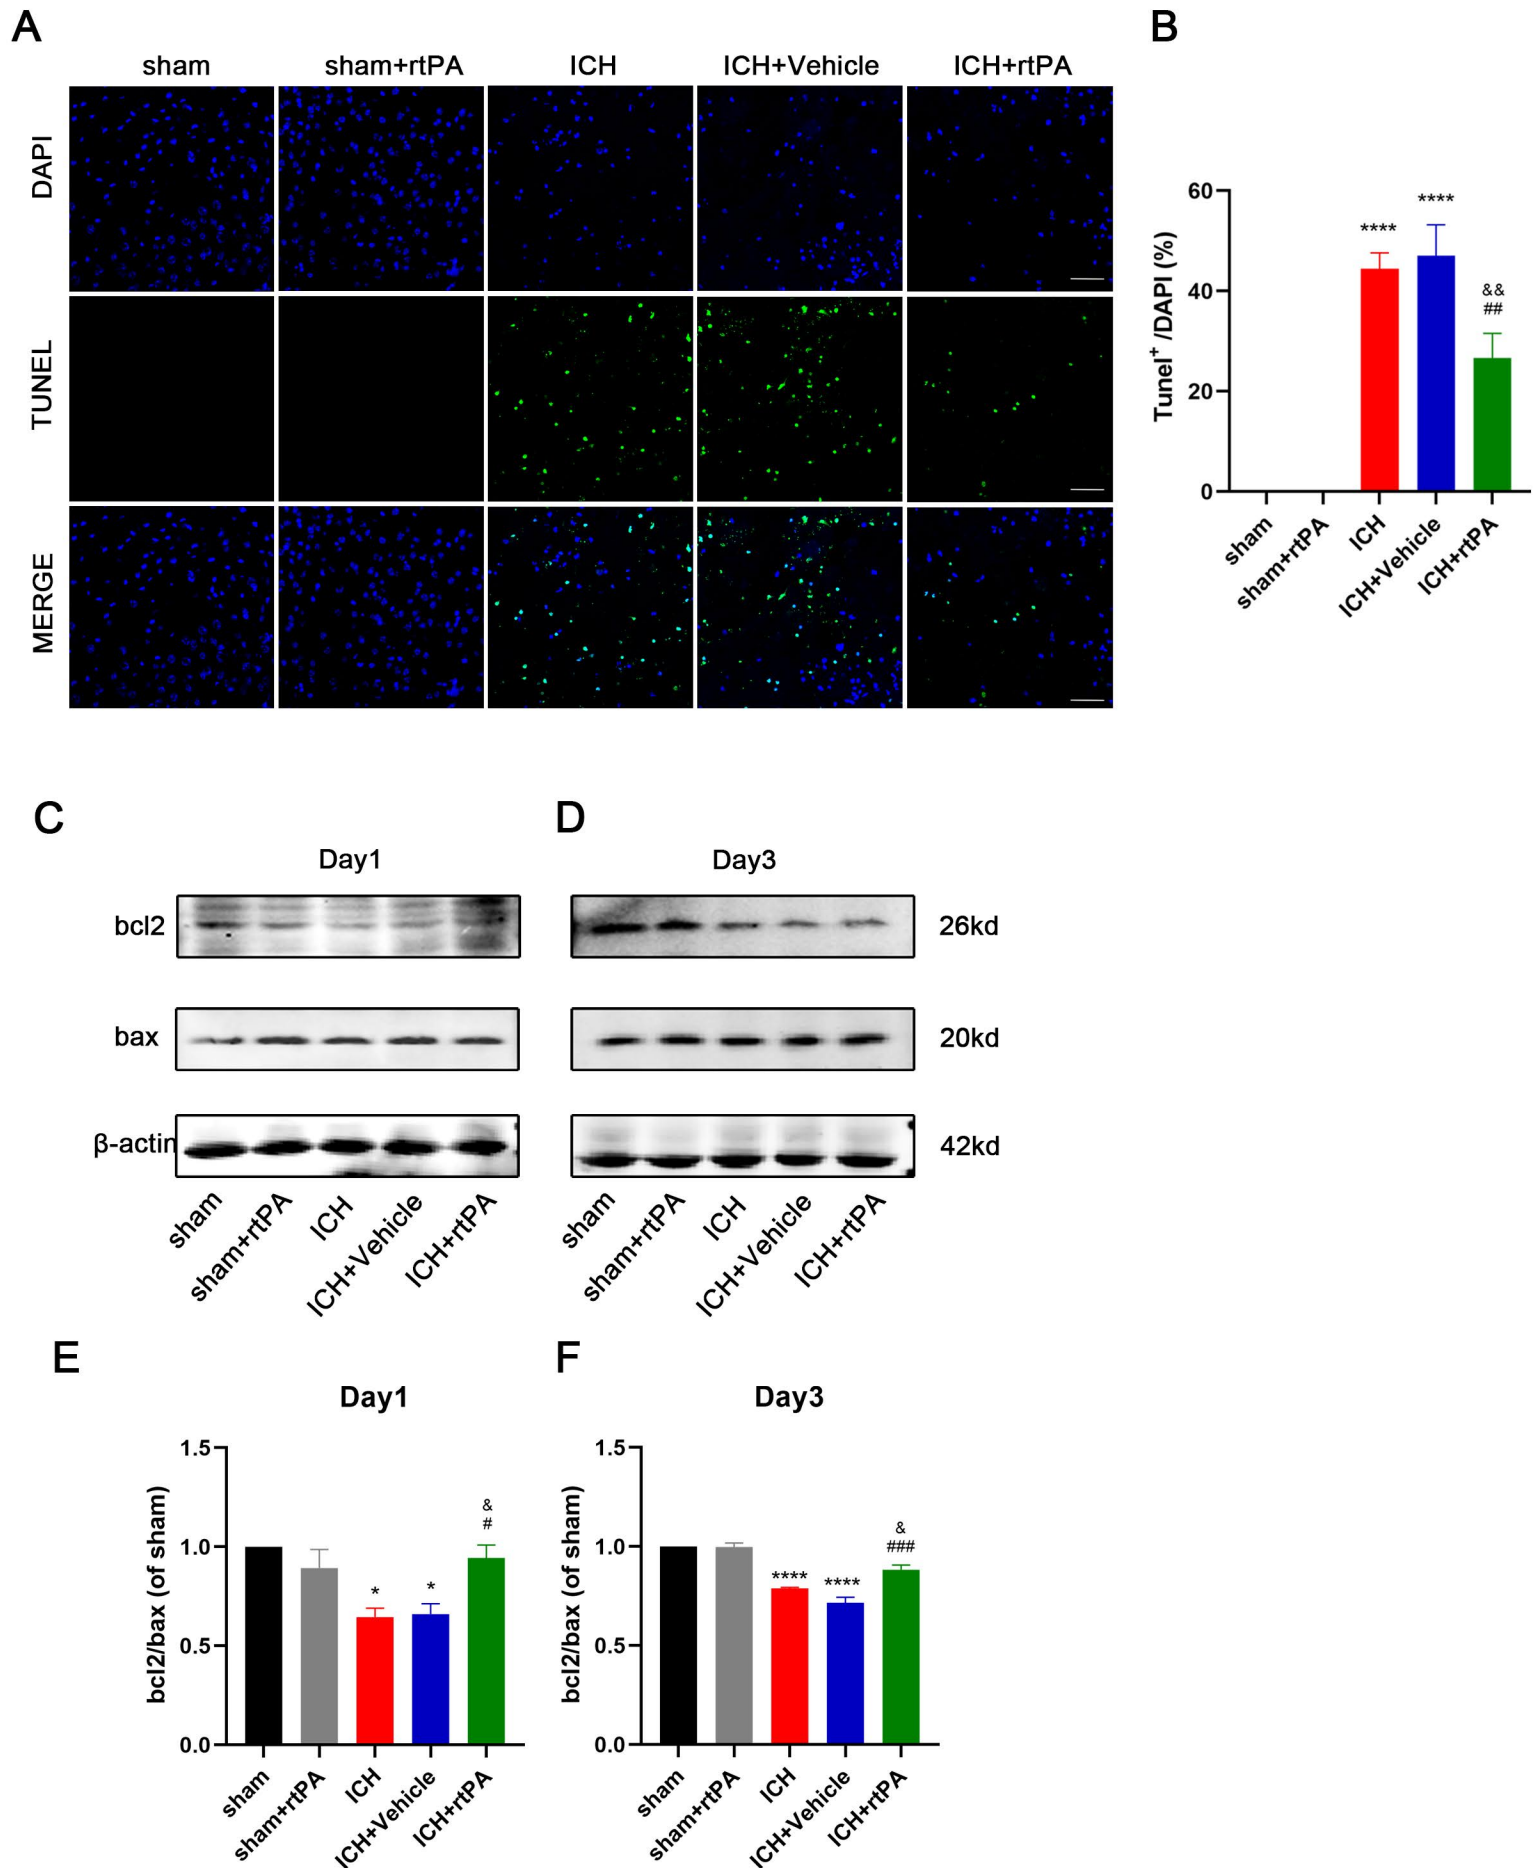 A
sham
sham+rtPA
ICH
ICH+Vehicle
ICH+rtPA
DAPI
TUNEL
MERGE
B
Tunel+ /DAPI (%)
60
40
20
0
****
****
&&
##
sham
sham+rtPA
ICH
ICH+Vehicle
ICH+rtPA
C
Day1
bcl2
bax
β-actin
sham
sham+rtPA
ICH
ICH+Vehicle
ICH+rtPA
D
Day3
26kd
20kd
42kd
sham
sham+rtPA
ICH
ICH+Vehicle
ICH+rtPA
E
Day1
bcl2/bax (of sham)
1.5
1.0
0.5
0.0
*
*
&
#
sham
sham+rtPA
ICH
ICH+Vehicle
ICH+rtPA
F
Day3
bcl2/bax (of sham)
1.5
1.0
0.5
0.0
****
****
&
###
sham
sham+rtPA
ICH
ICH+Vehicle
ICH+rtPA